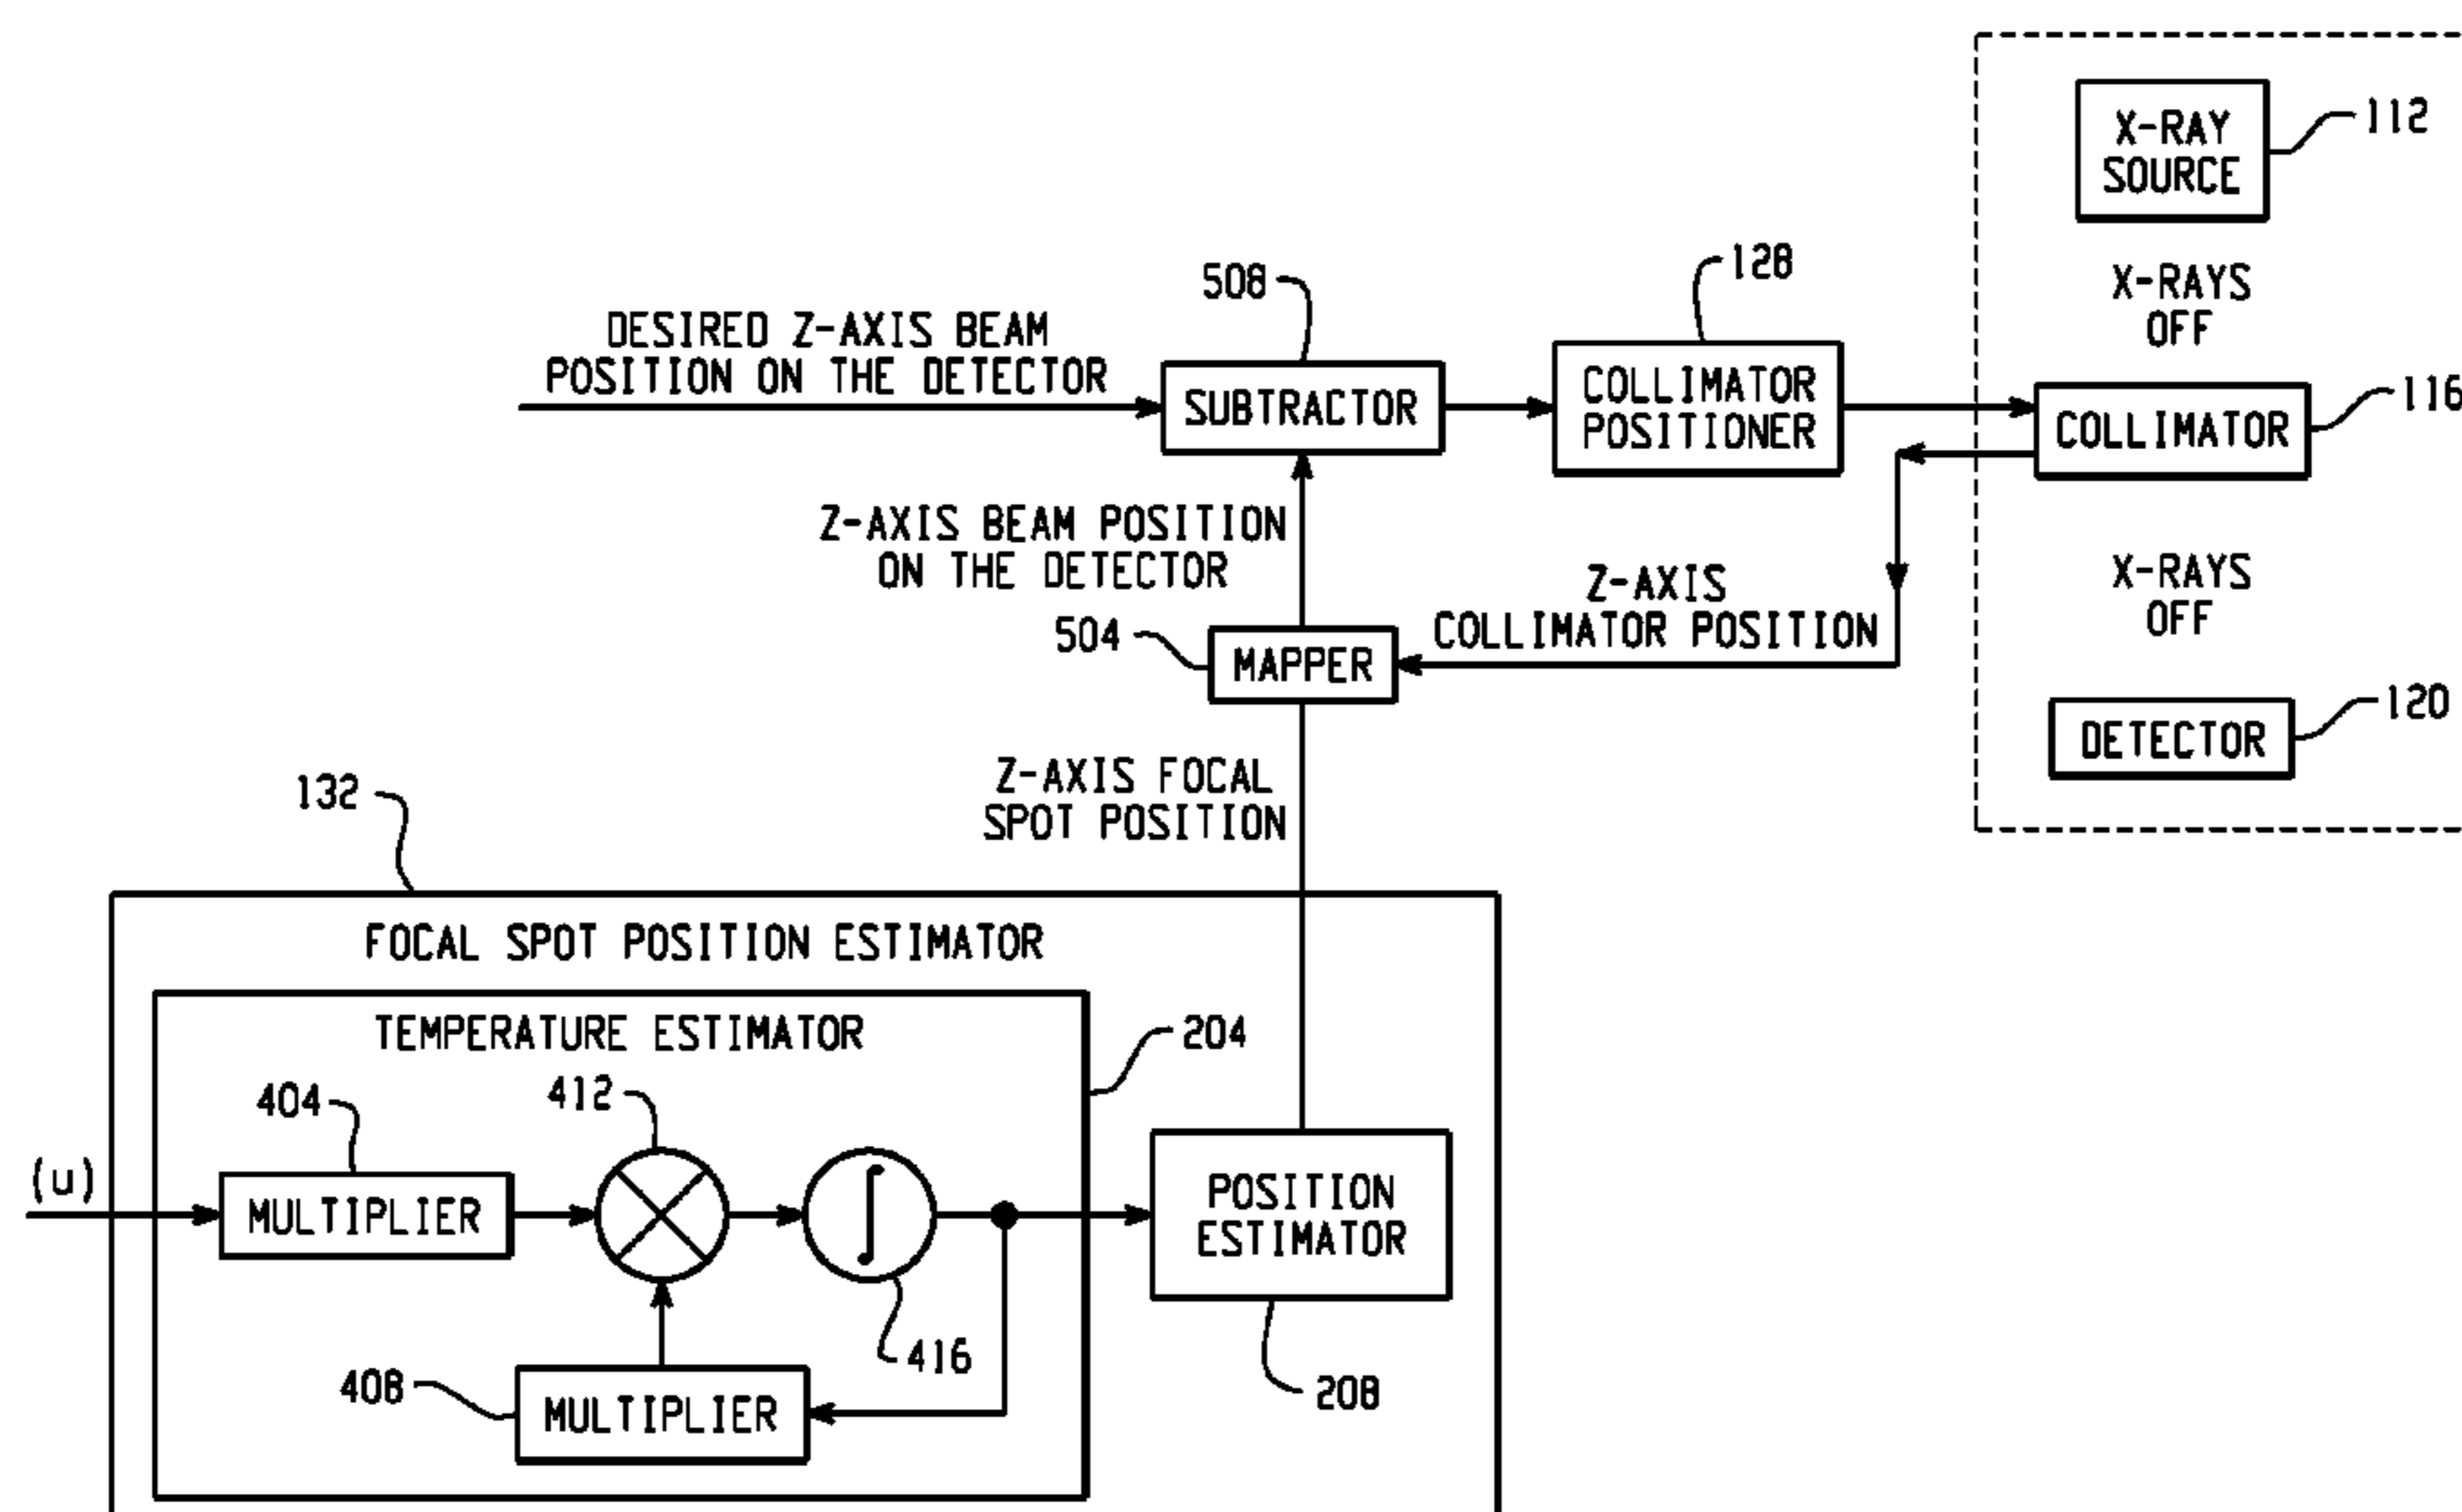 X-RAY
SOURCE
112
X-RAYS
OFF
508
128
DESIRED Z-AXIS BEAM
POSITION ON THE DETECTOR
SUBTRACTOR
COLLIMATOR
POSITIONER
COLLIMATOR
116
Z-AXIS BEAM POSITION
ON THE DETECTOR
Z-AXIS
COLLIMATOR POSITION
X-RAYS
OFF
504
MAPPER
DETECTOR
120
Z-AXIS FOCAL
SPOT POSITION
132
FOCAL SPOT POSITION ESTIMATOR
TEMPERATURE ESTIMATOR
204
404
412
(u)
MULTIPLIER
POSITION
ESTIMATOR
416
408
MULTIPLIER
208